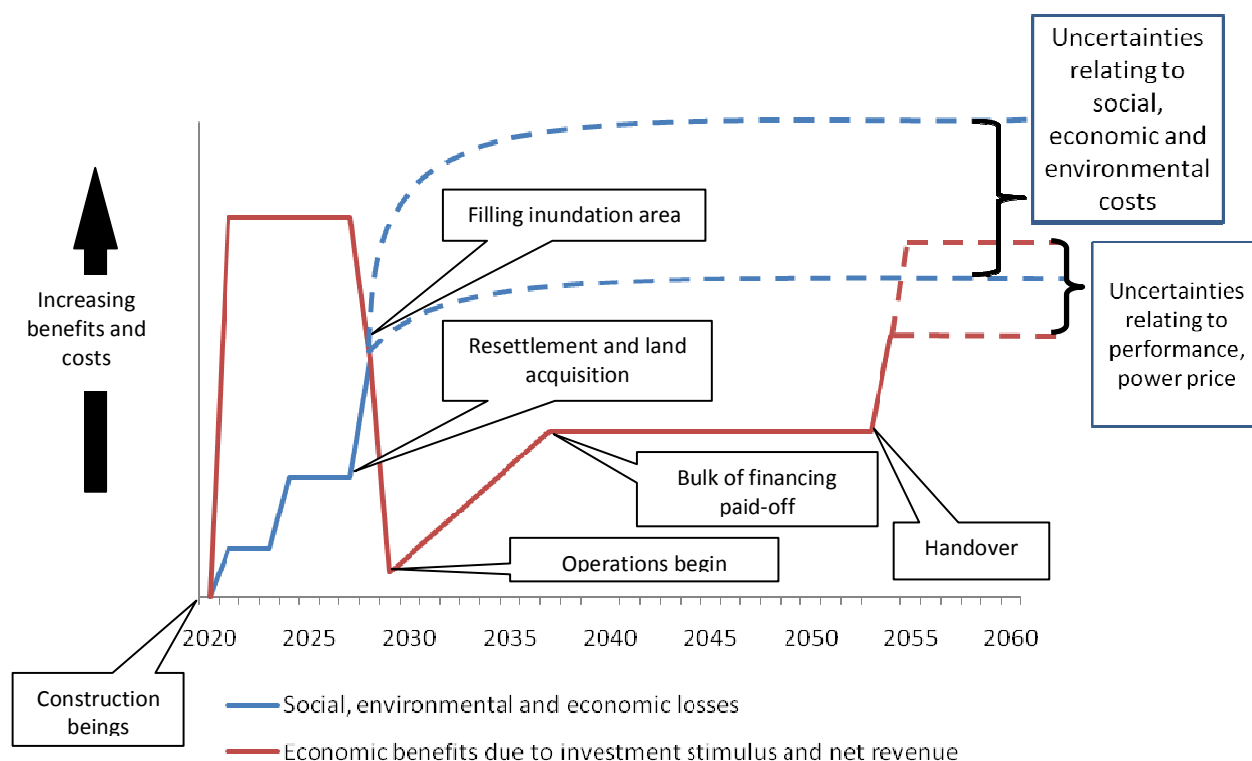 Uncertainties
relating to
social,
economic and
environmental
costs
Filling inundation area
Increasing
benefits and
costs
Uncertainties
relating to
performance,
power price
Resettlement and land
acquisition
Bulk of financing
paid-off
Handover
Operations begin
2020 2025 2030 2035 2040 2045 2050 2055 2060
Construction
beings
Social, environmental and economic losses
Economic benefits due to investment stimulus and net revenue